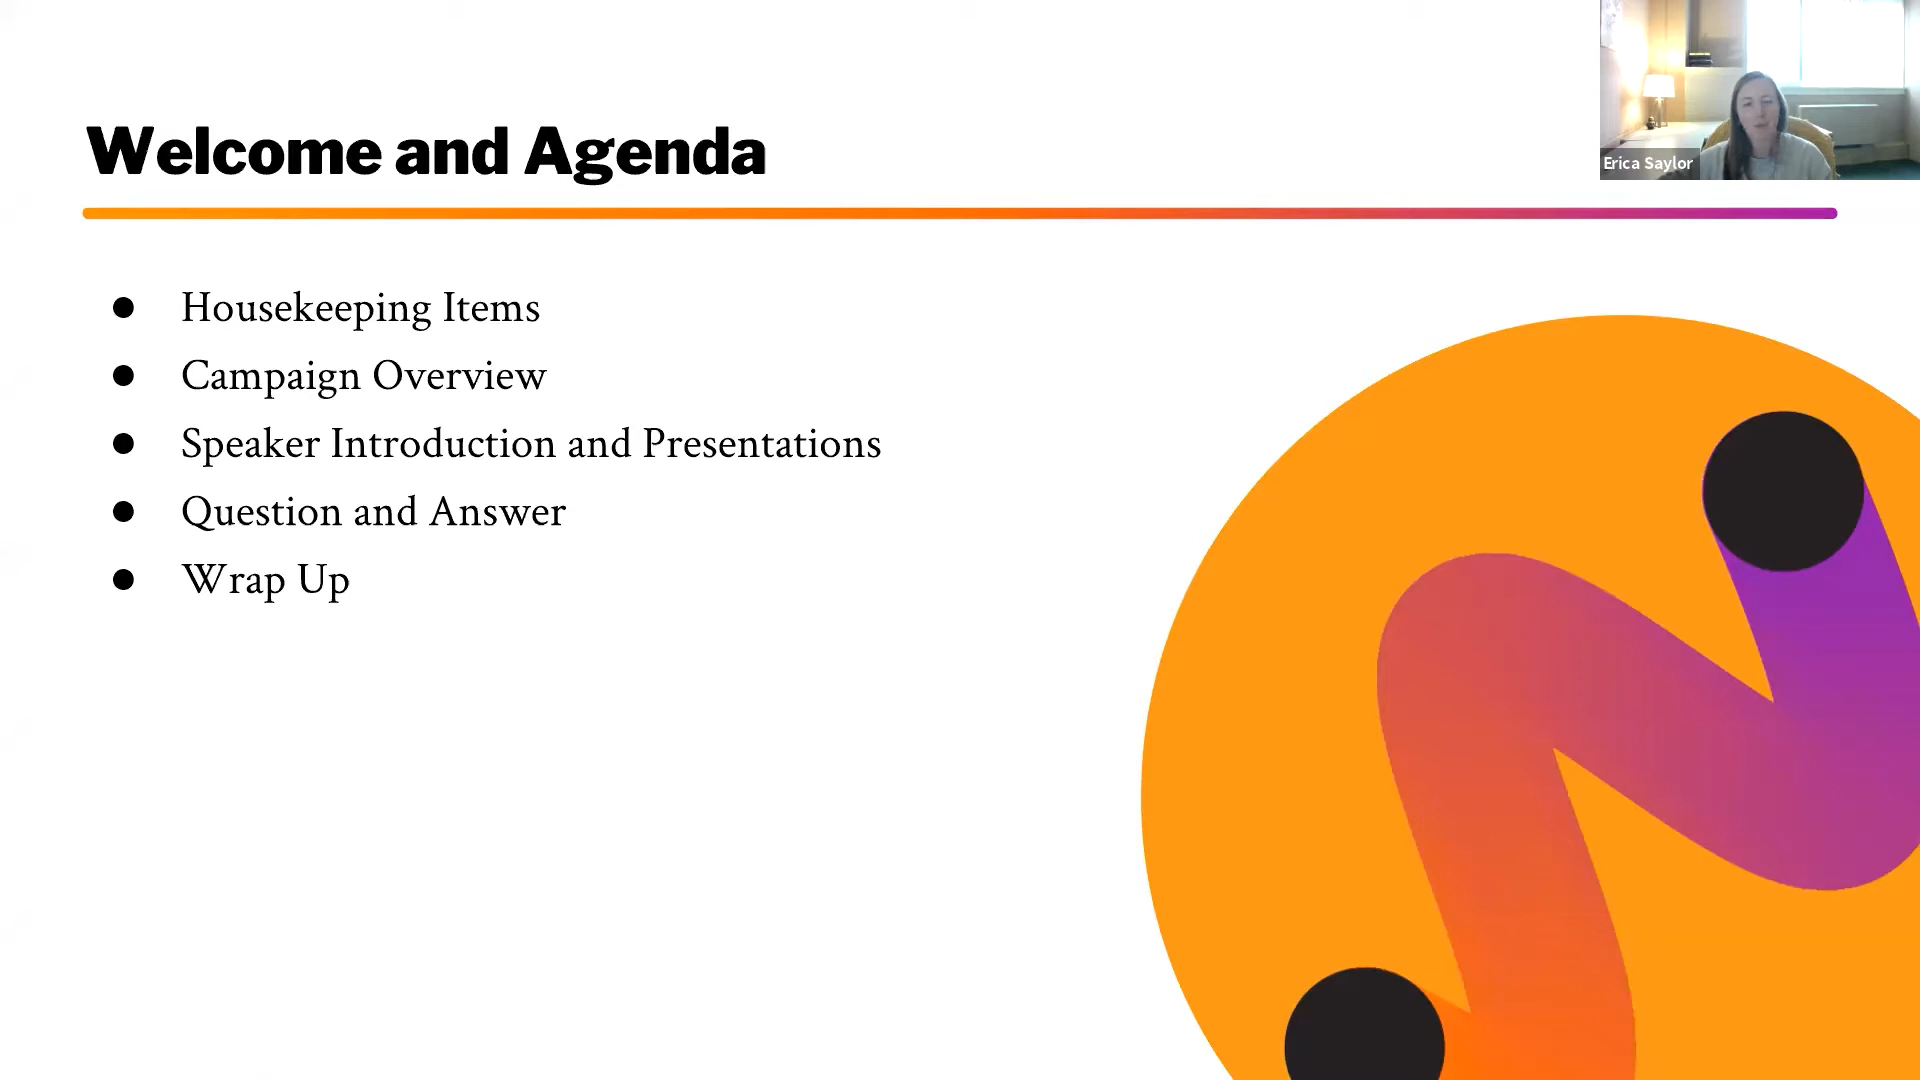 Welcome and Agenda
Erica Saylor
● Housekeeping Items
● Campaign Overview
● Speaker Introduction and Presentations
● Question and Answer
● Wrap Up